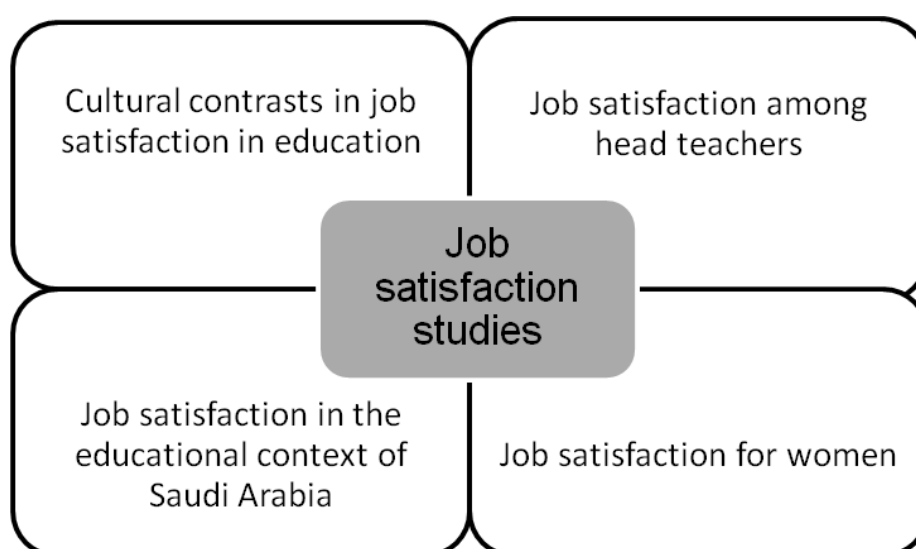 Cultural contrasts in job
satisfaction in education
Job satisfaction among
head teachers
Job
satisfaction
studies
Job satisfaction in the
educational context of
Saudi Arabia
Job satisfaction for women